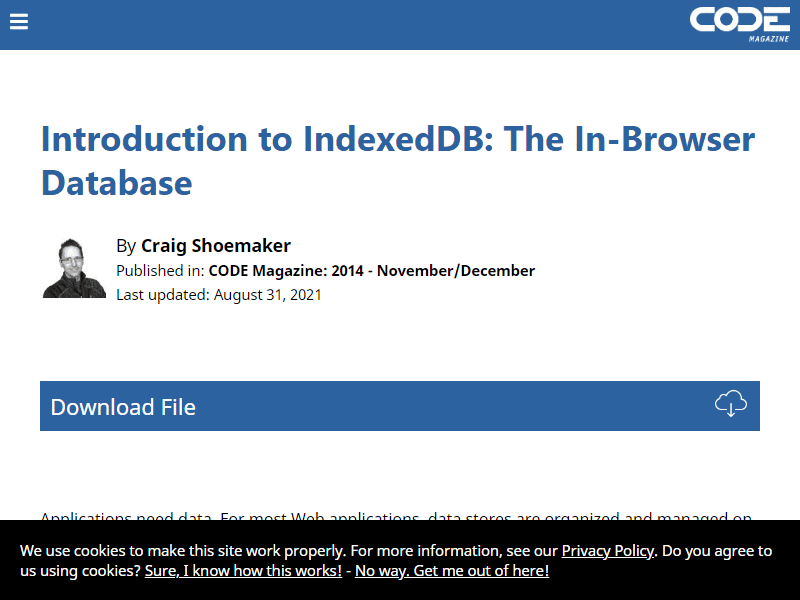 CODE
MAGAZINE
Introduction to IndexedDB: The In-Browser
Database
By Craig Shoemaker
Published in: CODE Magazine: 2014 - November/December
Last updated: August 31, 2021
Download File
Applications need data. For most Web applications, data stores are organized and managed on
We use cookies to make this site work properly. For more information, see our Privacy Policy. Do you agree to
us using cookies? Sure, I know how this works! - No way. Get me out of here!